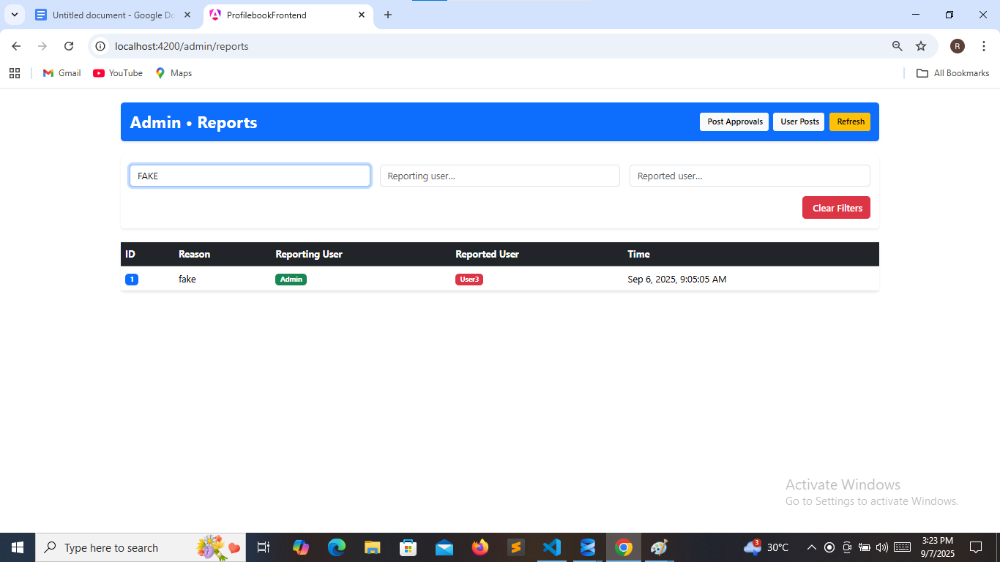 Untitled document - Google Do
ProfilebookFrontend
localhost:4200/admin/reports
R
Gmail
YouTube
Maps
All Bookmarks
Admin • Reports
Post Approvals
User Posts
Refresh
FAKE
Reporting user...
Reported user...
Clear Filters
ID Reason Reporting User Reported User Time
1 fake Admin User3 Sep 6, 2025, 9:05:05 AM
Activate Windows
Go to Settings to activate Windows.
Type here to search
3
30°C
3:23 PM
9/7/2025